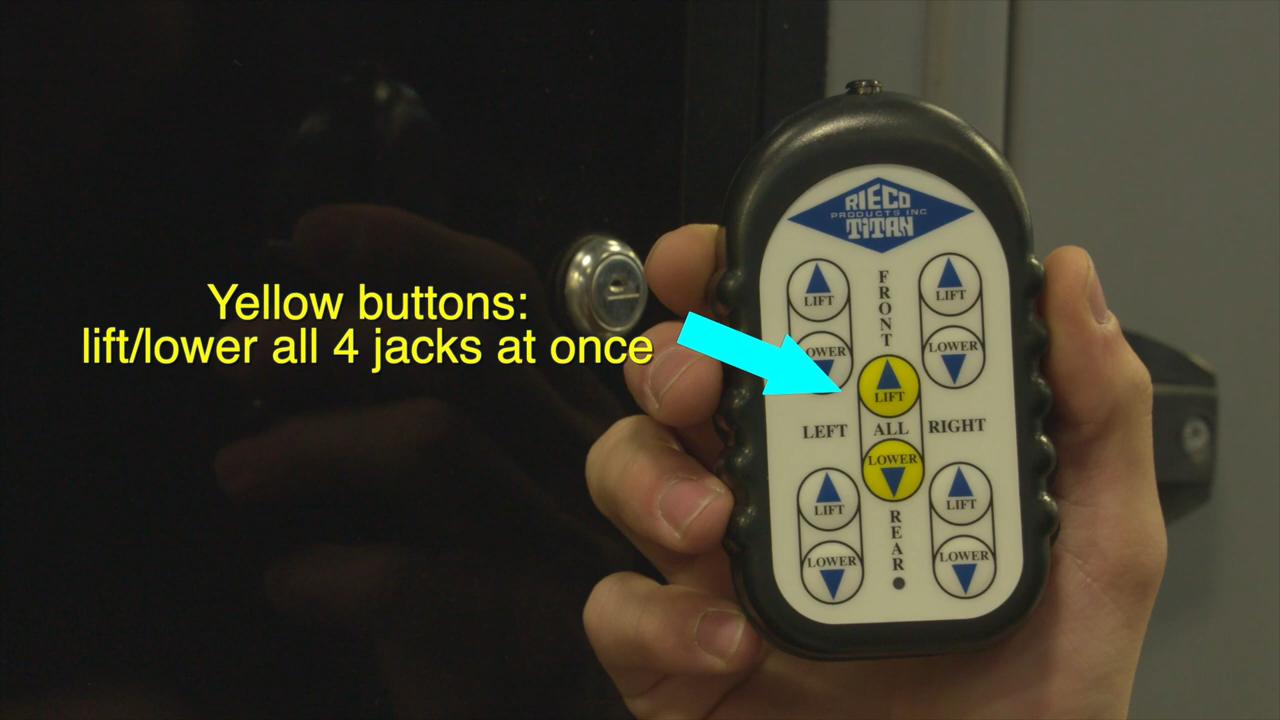 Yellow buttons:
lift/lower all 4 jacks at once
RIECO
PRODUCTS INC
TITAN
LIFT
LOWER
FRONT
LIFT
LOWER
LIFT
ALL
LOWER
LEFT
RIGHT
LIFT
LOWER
REAR
LIFT
LOWER